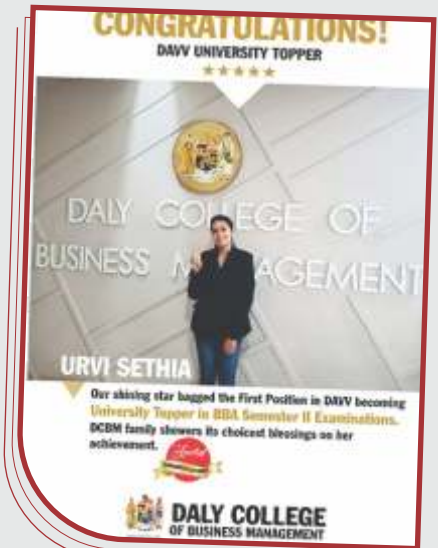 CONGRATULATIONS!
DAVV UNIVERSITY TOPPER
DALY COLLEGE OF
BUSINESS MANAGEMENT
URVI SETHIA
Our shining star bagged the First Position in DAVV becoming
University Topper in BBA Semester II Examinations.
DCBM family showers its choicest blessings on her
achievement.
DALY COLLEGE
OF BUSINESS MANAGEMENT